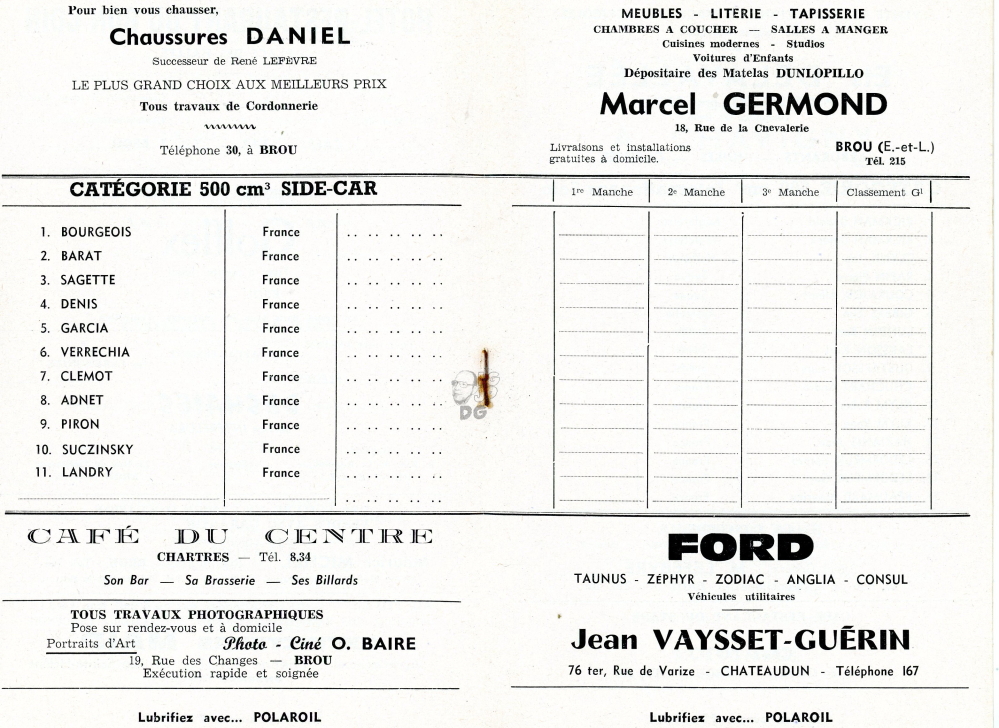 Pour bien vous chausser,
Chaussures DANIEL
Successeur de René LEFÈVRE
LE PLUS GRAND CHOIX AUX MEILLEURS PRIX
Tous travaux de Cordonnerie
Téléphone 30, à BROU
MEUBLES - LITERIE - TAPISSERIE
CHAMBRES A COUCHER — SALLES A MANGER
Cuisines modernes - Studios
Voitures d'Enfants
Dépositaire des Matelas DUNLOPILLO
Marcel GERMOND
18, Rue de la Chevalerie
Livraisons et installations
gratuites à domicile.
BROU (E.-et-L.)
Tél. 215
CATÉGORIE 500 cm³ SIDE-CAR
1re Manche 2e Manche 3e Manche Classement Gl
1. BOURGEOIS France
2. BARAT France
3. SAGETTE France
4. DENIS France
5. GARCIA France
6. VERRECHIA France
7. CLEMOT France
8. ADNET France
9. PIRON France
10. SUCZINSKY France
11. LANDRY France
DG
CAFÉ DU CENTRE
CHARTRES — Tél. 8.34
Son Bar — Sa Brasserie — Ses Billards
TOUS TRAVAUX PHOTOGRAPHIQUES
Pose sur rendez-vous et à domicile
Portraits d'Art Photo - Ciné O. BAIRE
19, Rue des Changes — BROU
Exécution rapide et soignée
Lubrifiez avec... POLAROIL
FORD
TAUNUS - ZÉPHYR - ZODIAC - ANGLIA - CONSUL
Véhicules utilitaires
Jean VAYSSET-GUÉRIN
76 ter, Rue de Varize - CHATEAUDUN - Téléphone 167
Lubrifiez avec... POLAROIL